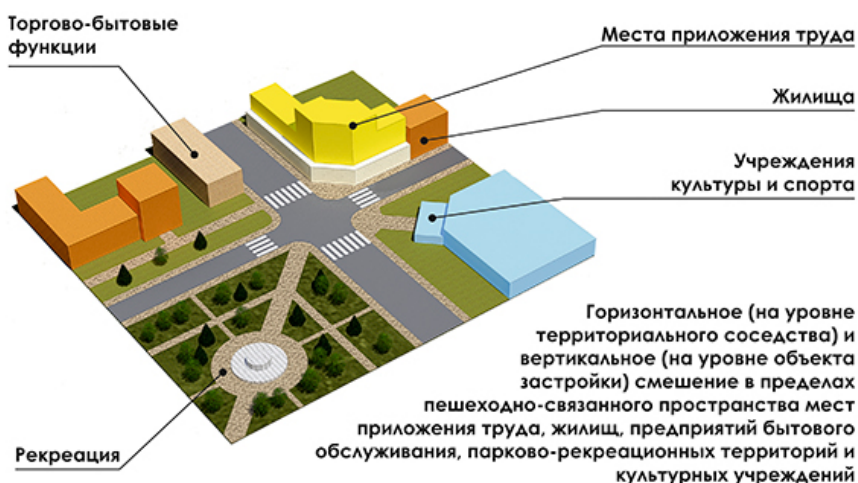 Торгово-бытовые
функции
Места приложения труда
Жилища
Учреждения
культуры и спорта
Горизонтальное (на уровне
территориального соседства) и
вертикальное (на уровне объекта
застройки) смешение в пределах
пешеходно-связанного пространства мест
приложения труда, жилищ, предприятий бытового
обслуживания, парково-рекреационных территорий и
культурных учреждений
Рекреация